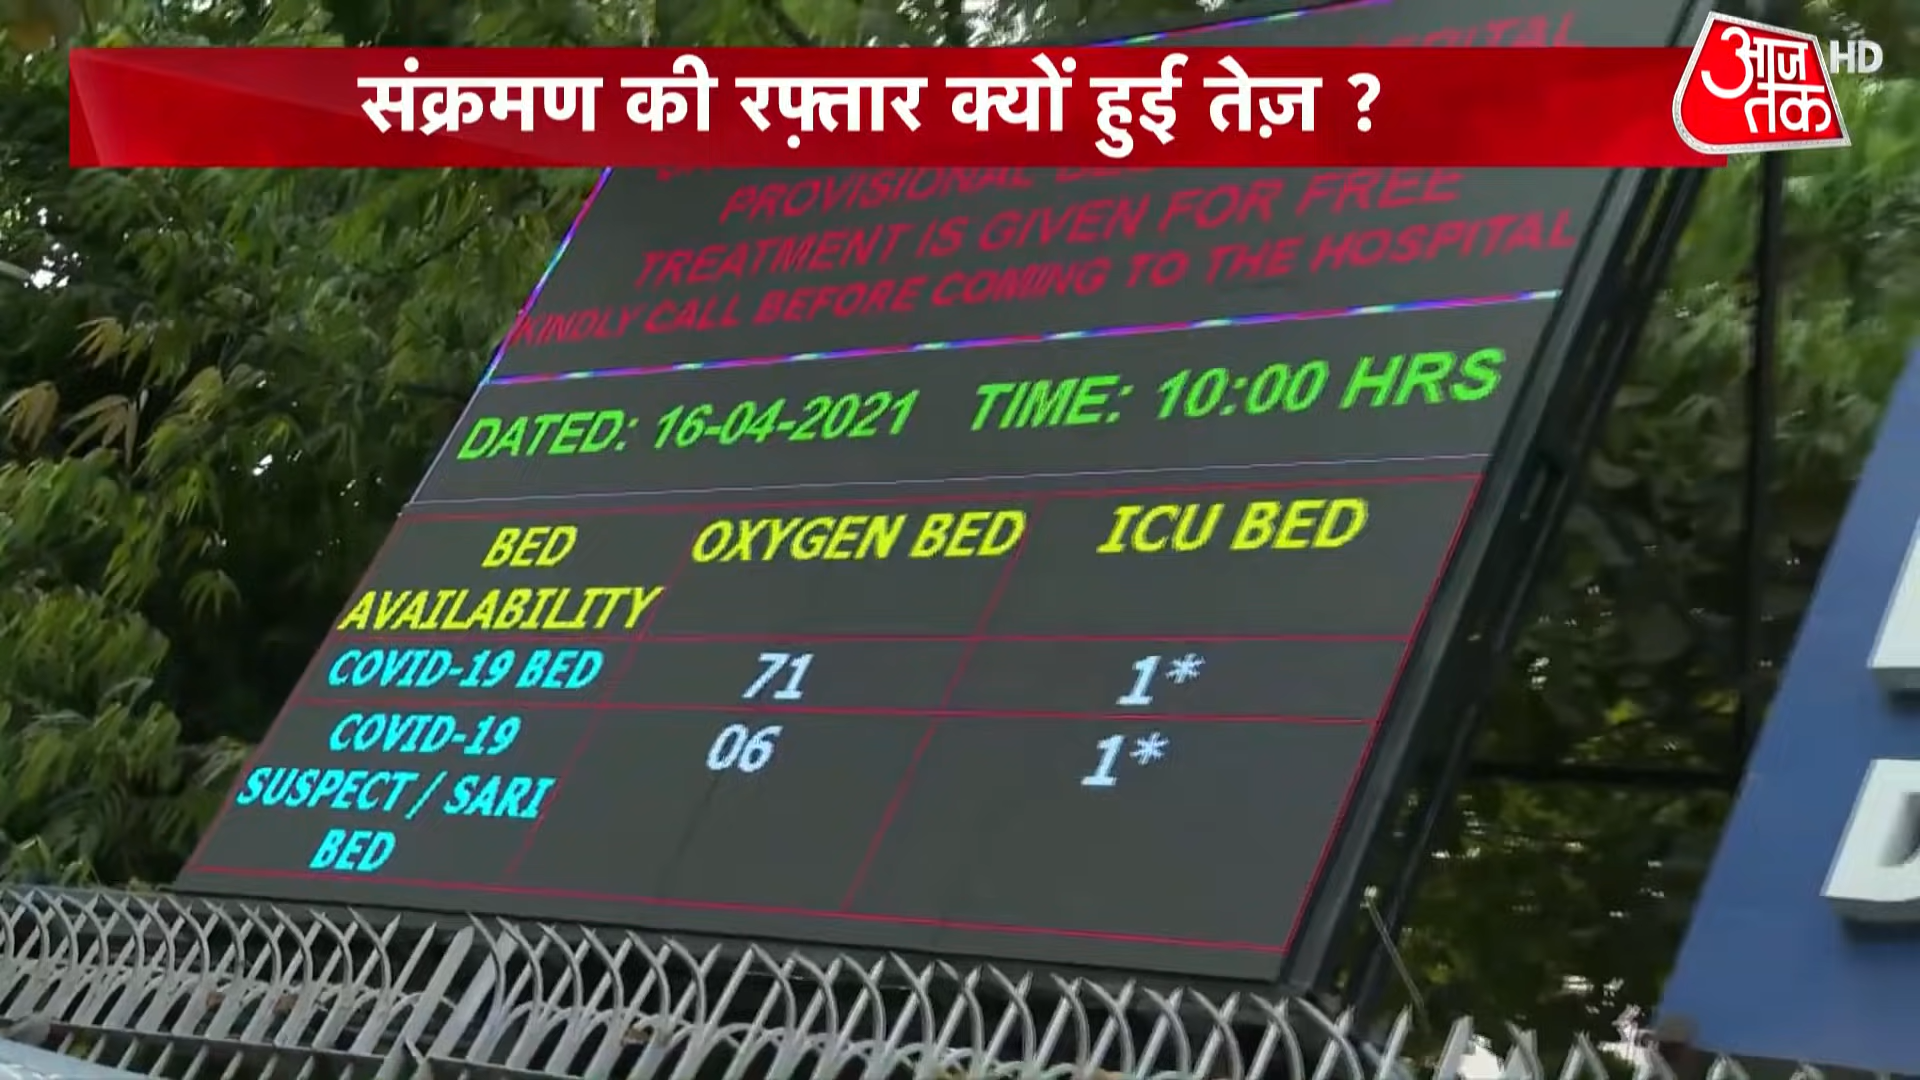 संक्रमण की रफ़्तार क्यों हुई तेज़ ?
आज
तक
HD
HOSPITAL
PROVISIONAL
TREATMENT IS GIVEN FOR FREE
KINDLY CALL BEFORE COMING TO THE HOSPITAL
DATED: 16-04-2021 TIME: 10:00 HRS
BED AVAILABILITY OXYGEN BED ICU BED
COVID-19 BED 71 1*
COVID-19 06 1*
SUSPECT / SARI
BED